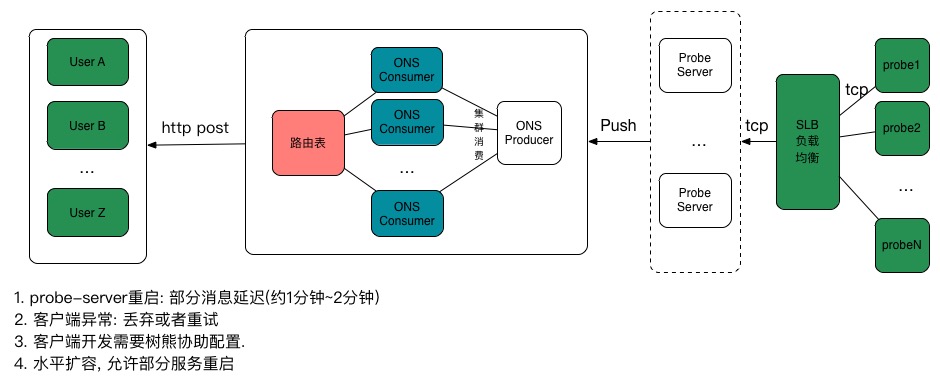 User A
User B
...
User Z
http post
路由表
ONS
Consumer
ONS
Consumer
...
ONS
Consumer
集
群
消
费
ONS
Producer
Push
Probe
Server
...
Probe
Server
tcp
SLB
负载
均衡
tcp
probe1
probe2
...
probeN
1. probe-server重启: 部分消息延迟(约1分钟~2分钟)
2. 客户端异常: 丢弃或者重试
3. 客户端开发需要树熊协助配置.
4. 水平扩容, 允许部分服务重启